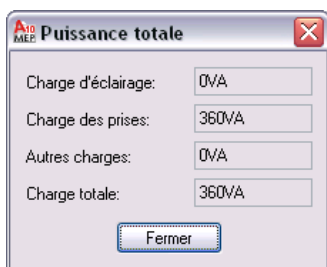 A10 MEP Puissance totale
Charge d'éclairage: 0VA
Charge des prises: 360VA
Autres charges: 0VA
Charge totale: 360VA
Fermer